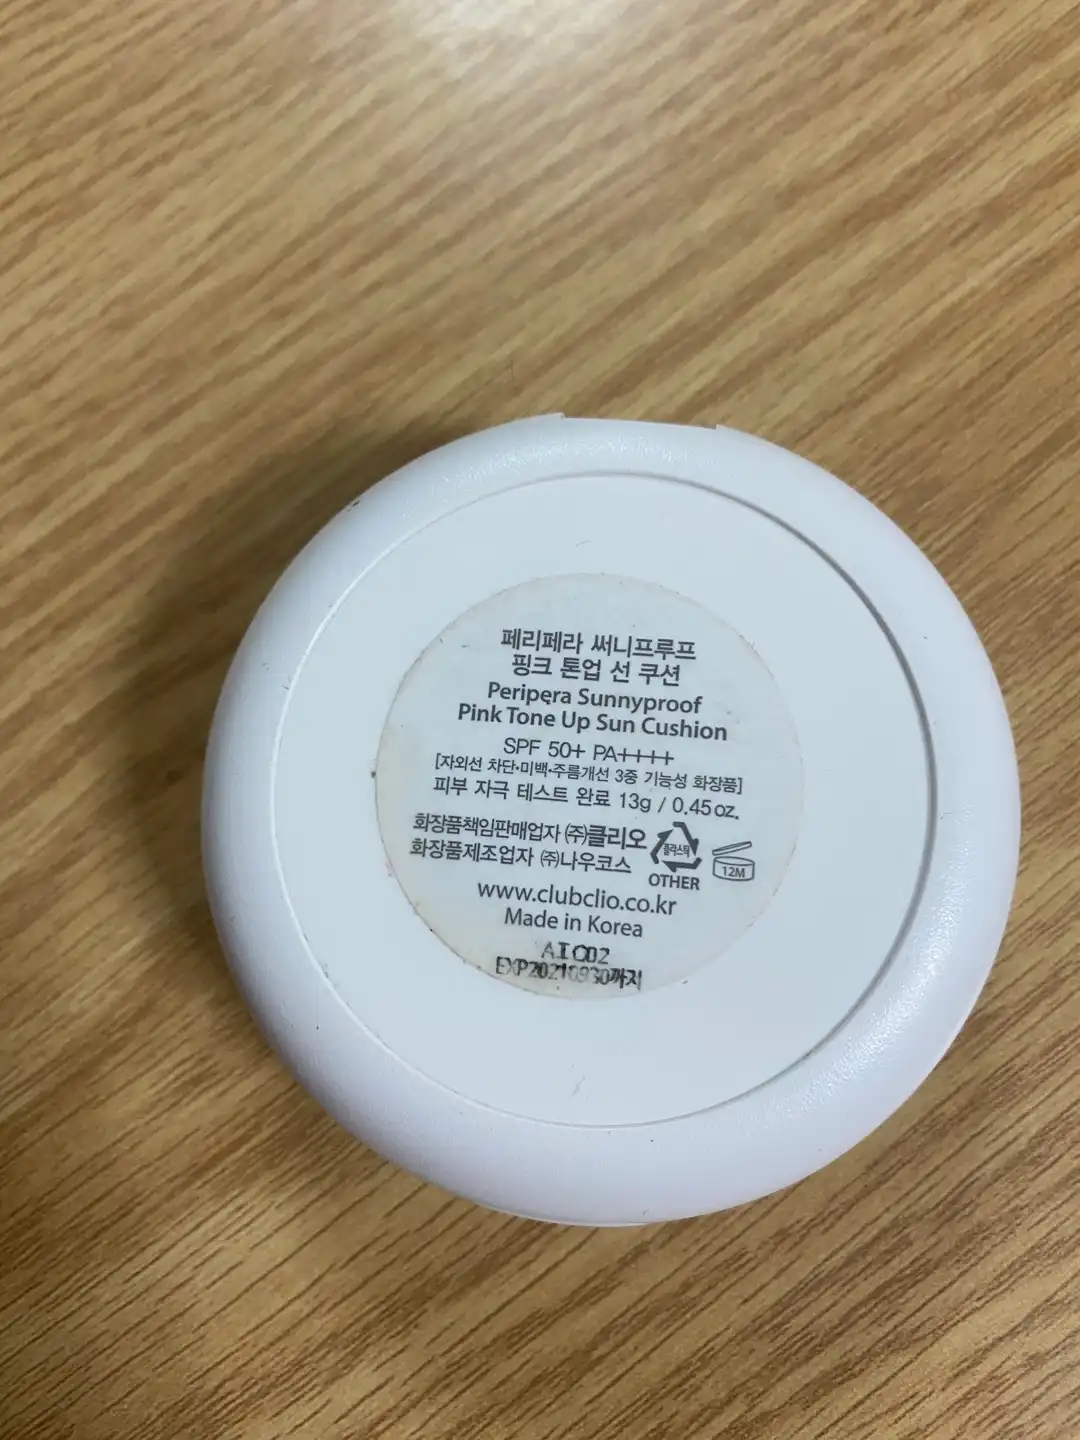 페리페라 써니프루프
핑크 톤업 선 쿠션
Peripera Sunnyproof
Pink Tone Up Sun Cushion
SPF 50+ PA++++
[자외선 차단·미백·주름개선 3중 기능성 화장품]
피부 자극 테스트 완료 13g / 0.45oz.
화장품책임판매업자 ㈜클리오
화장품제조업자 ㈜나우코스
플라스틱
OTHER
12M
www.clubclio.co.kr
Made in Korea
EXP20210930까지